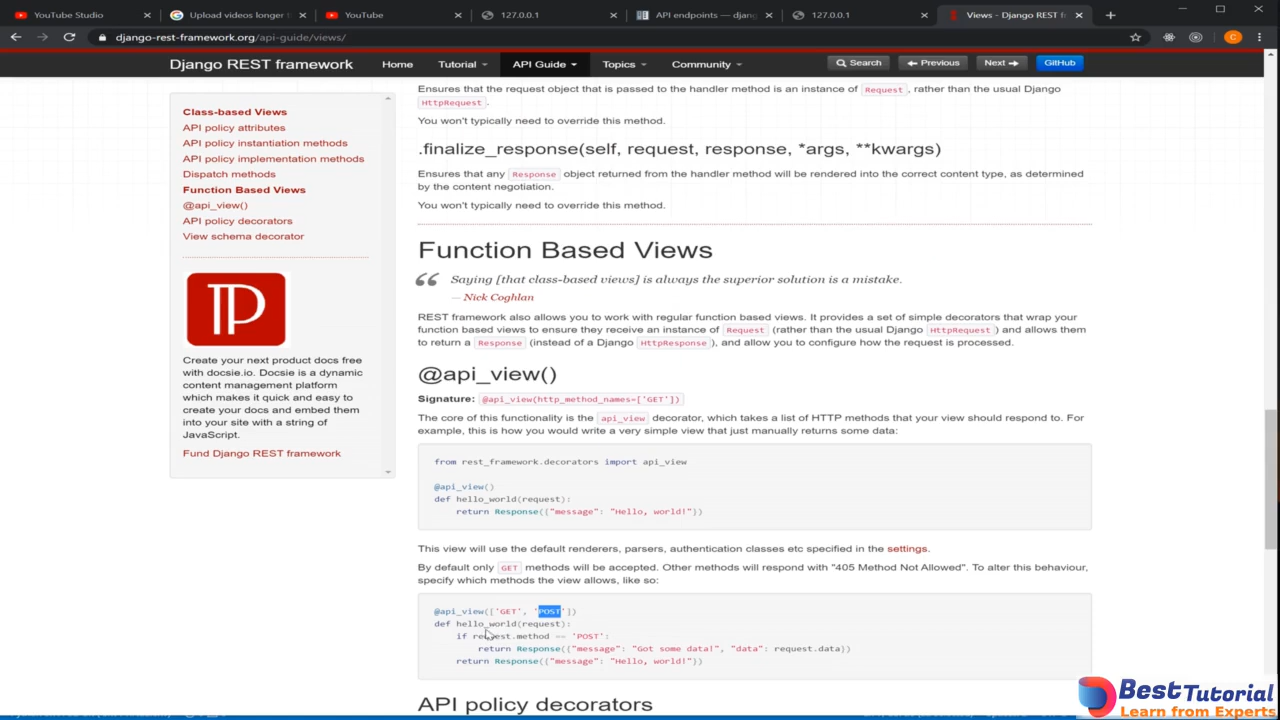 YouTube Studio
Upload videos longer t
YouTube
127.0.0.1
API endpoints — djang
127.0.0.1
Views - Django REST f
django-rest-framework.org/api-guide/views/
C
Django REST framework
Home
Tutorial
API Guide
Topics
Community
Search
Previous
Next
GitHub
Class-based Views
API policy attributes
API policy instantiation methods
API policy implementation methods
Dispatch methods
Function Based Views
@api_view()
API policy decorators
View schema decorator
Create your next product docs free
with docsie.io. Docsie is a dynamic
content management platform
which makes it quick and easy to
create your docs and embed them
into your site with a string of
JavaScript.
Fund Django REST framework
Ensures that the request object that is passed to the handler method is an instance of Request, rather than the usual Django
HttpRequest.
You won't typically need to override this method.
.finalize_response(self, request, response, *args, **kwargs)
Ensures that any Response object returned from the handler method will be rendered into the correct content type, as determined
by the content negotiation.
You won't typically need to override this method.
Function Based Views
Saying [that class-based views] is always the superior solution is a mistake.
— Nick Coghlan
REST framework also allows you to work with regular function based views. It provides a set of simple decorators that wrap your
function based views to ensure they receive an instance of Request (rather than the usual Django HttpRequest) and allows them
to return a Response (instead of a Django HttpResponse), and allow you to configure how the request is processed.
@api_view()
Signature: @api_view(http_method_names=['GET'])
The core of this functionality is the api_view decorator, which takes a list of HTTP methods that your view should respond to. For
example, this is how you would write a very simple view that just manually returns some data:
from rest_framework.decorators import api_view
@api_view()
def hello_world(request):
return Response({"message": "Hello, world!"})
This view will use the default renderers, parsers, authentication classes etc specified in the settings.
By default only GET methods will be accepted. Other methods will respond with "405 Method Not Allowed". To alter this behaviour,
specify which methods the view allows, like so:
@api_view(['GET', 'POST'])
def hello_world(request):
if request.method == 'POST':
return Response({"message": "Got some data!", "data": request.data})
return Response({"message": "Hello, world!"})
API policy decorators
BestTutorial
Learn from Experts